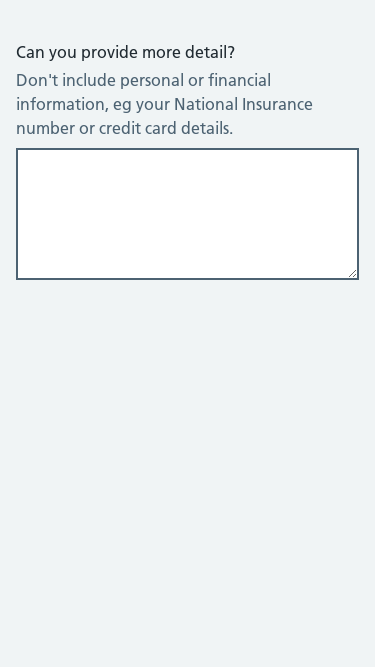 Can you provide more detail?
Don't include personal or financial
information, eg your National Insurance
number or credit card details.